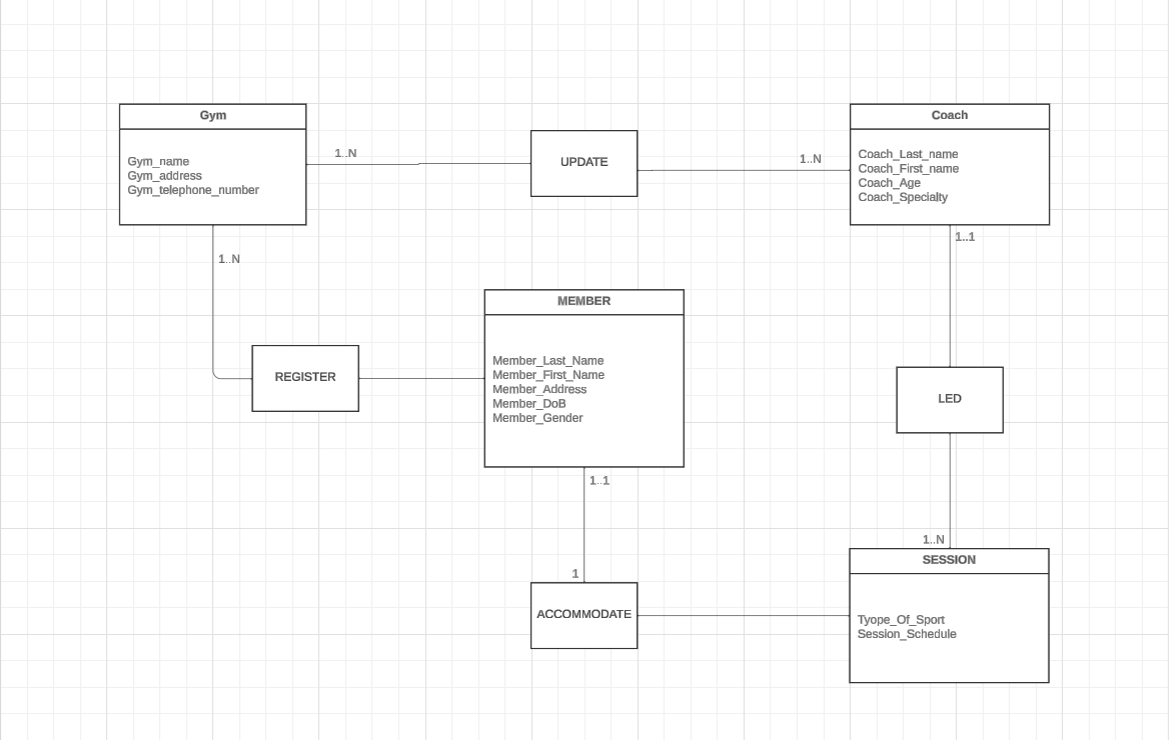 Gym
Gym_name
Gym_address
Gym_telephone_number
1..N
UPDATE
1..N
Coach
Coach_Last_name
Coach_First_name
Coach_Age
Coach_Specialty
1..N
1..1
MEMBER
Member_Last_Name
Member_First_Name
Member_Address
Member_DoB
Member_Gender
REGISTER
LED
1..1
1
1..N
ACCOMMODATE
SESSION
Tyope_Of_Sport
Session_Schedule